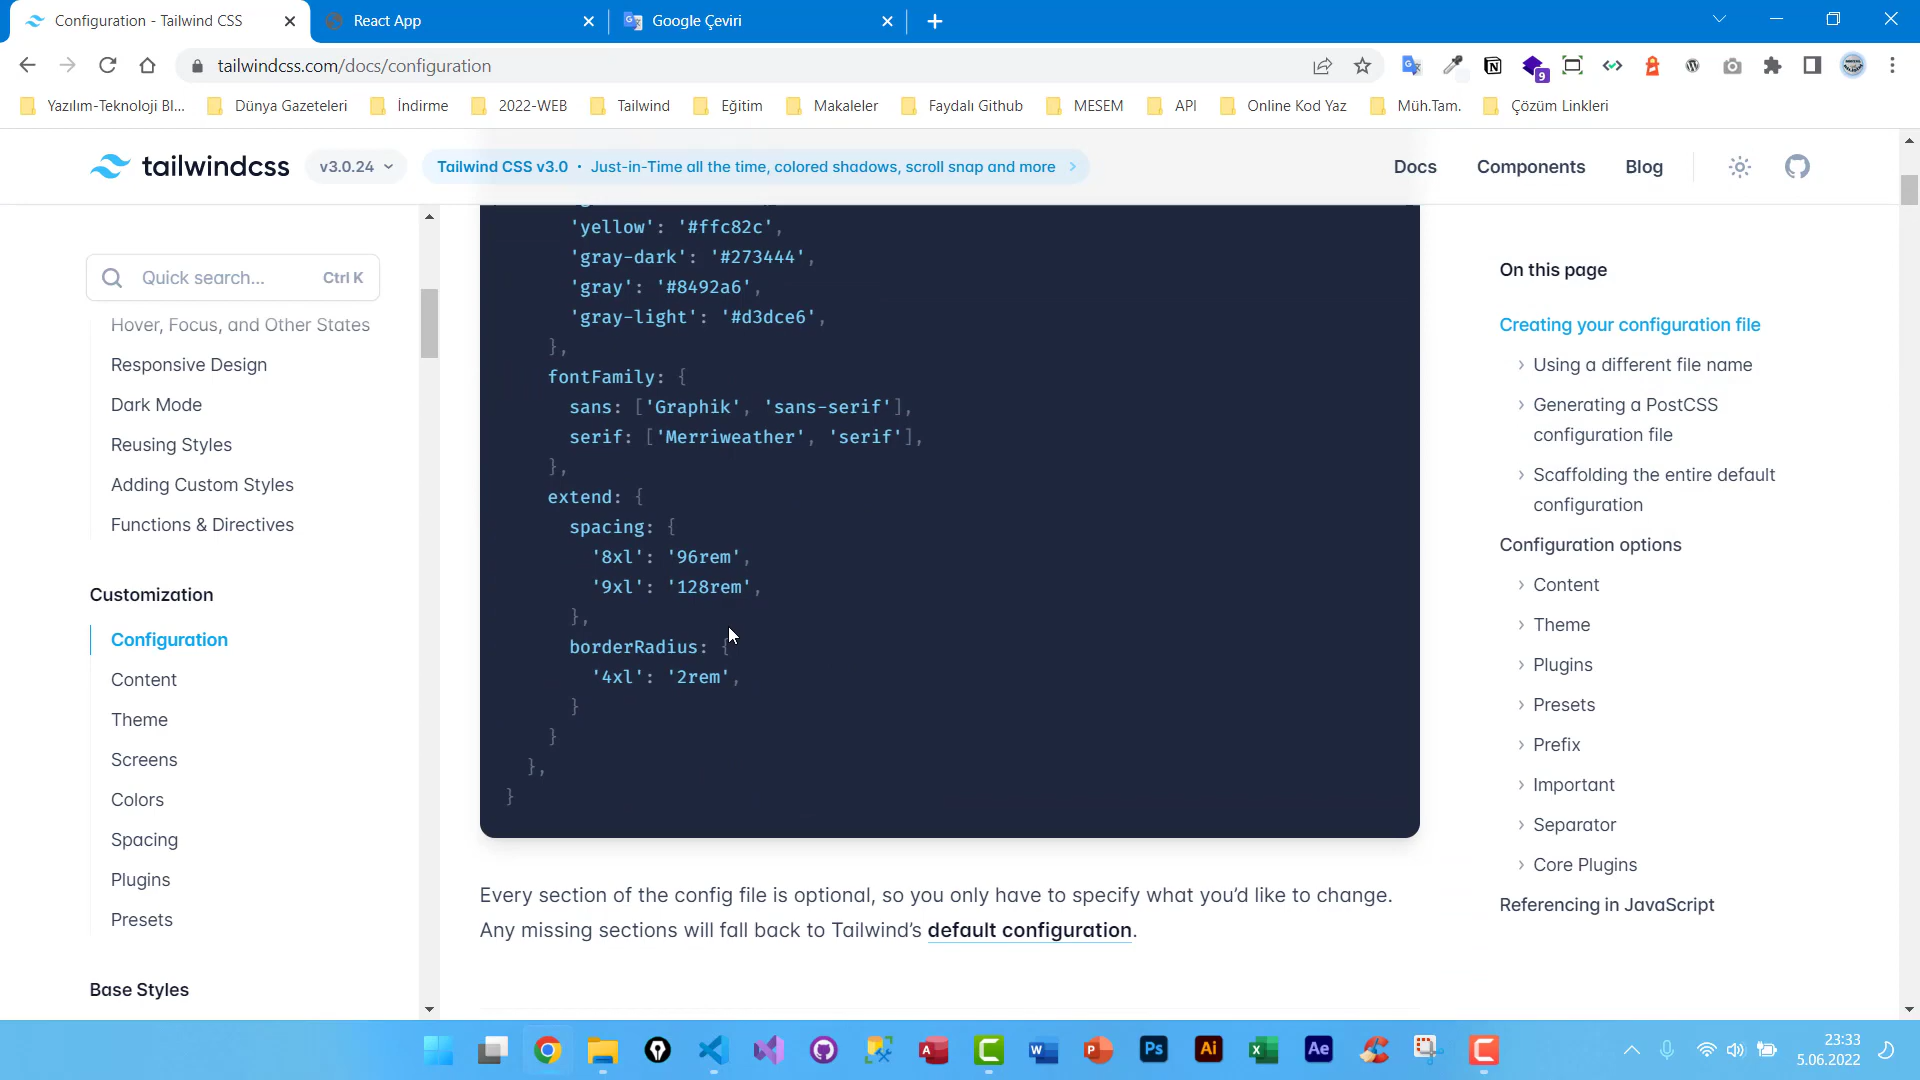 Configuration - Tailwind CSS
React App
Google Çeviri
tailwindcss.com/docs/configuration
9
Yazılım-Teknoloji Bl...
Dünya Gazeteleri
İndirme
2022-WEB
Tailwind
Eğitim
Makaleler
Faydalı Github
MESEM
API
Online Kod Yaz
Müh.Tam.
Çözüm Linkleri
tailwindcss
v3.0.24
Tailwind CSS v3.0 · Just-in-Time all the time, colored shadows, scroll snap and more
Docs
Components
Blog
Quick search...
Ctrl K
Hover, Focus, and Other States
Responsive Design
Dark Mode
Reusing Styles
Adding Custom Styles
Functions & Directives
Customization
Configuration
Content
Theme
Screens
Colors
Spacing
Plugins
Presets
Base Styles
'yellow': '#ffc82c',
'gray-dark': '#273444',
'gray': '#8492a6',
'gray-light': '#d3dce6',
},
fontFamily: {
sans: ['Graphik', 'sans-serif'],
serif: ['Merriweather', 'serif'],
},
extend: {
spacing: {
'8xl': '96rem',
'9xl': '128rem',
},
borderRadius: {
'4xl': '2rem',
}
}
},
}
Every section of the config file is optional, so you only have to specify what you’d like to change.
Any missing sections will fall back to Tailwind’s default configuration.
On this page
Creating your configuration file
Using a different file name
Generating a PostCSS
configuration file
Scaffolding the entire default
configuration
Configuration options
Content
Theme
Plugins
Presets
Prefix
Important
Separator
Core Plugins
Referencing in JavaScript
Ps
Ai
Ae
23:33
5.06.2022